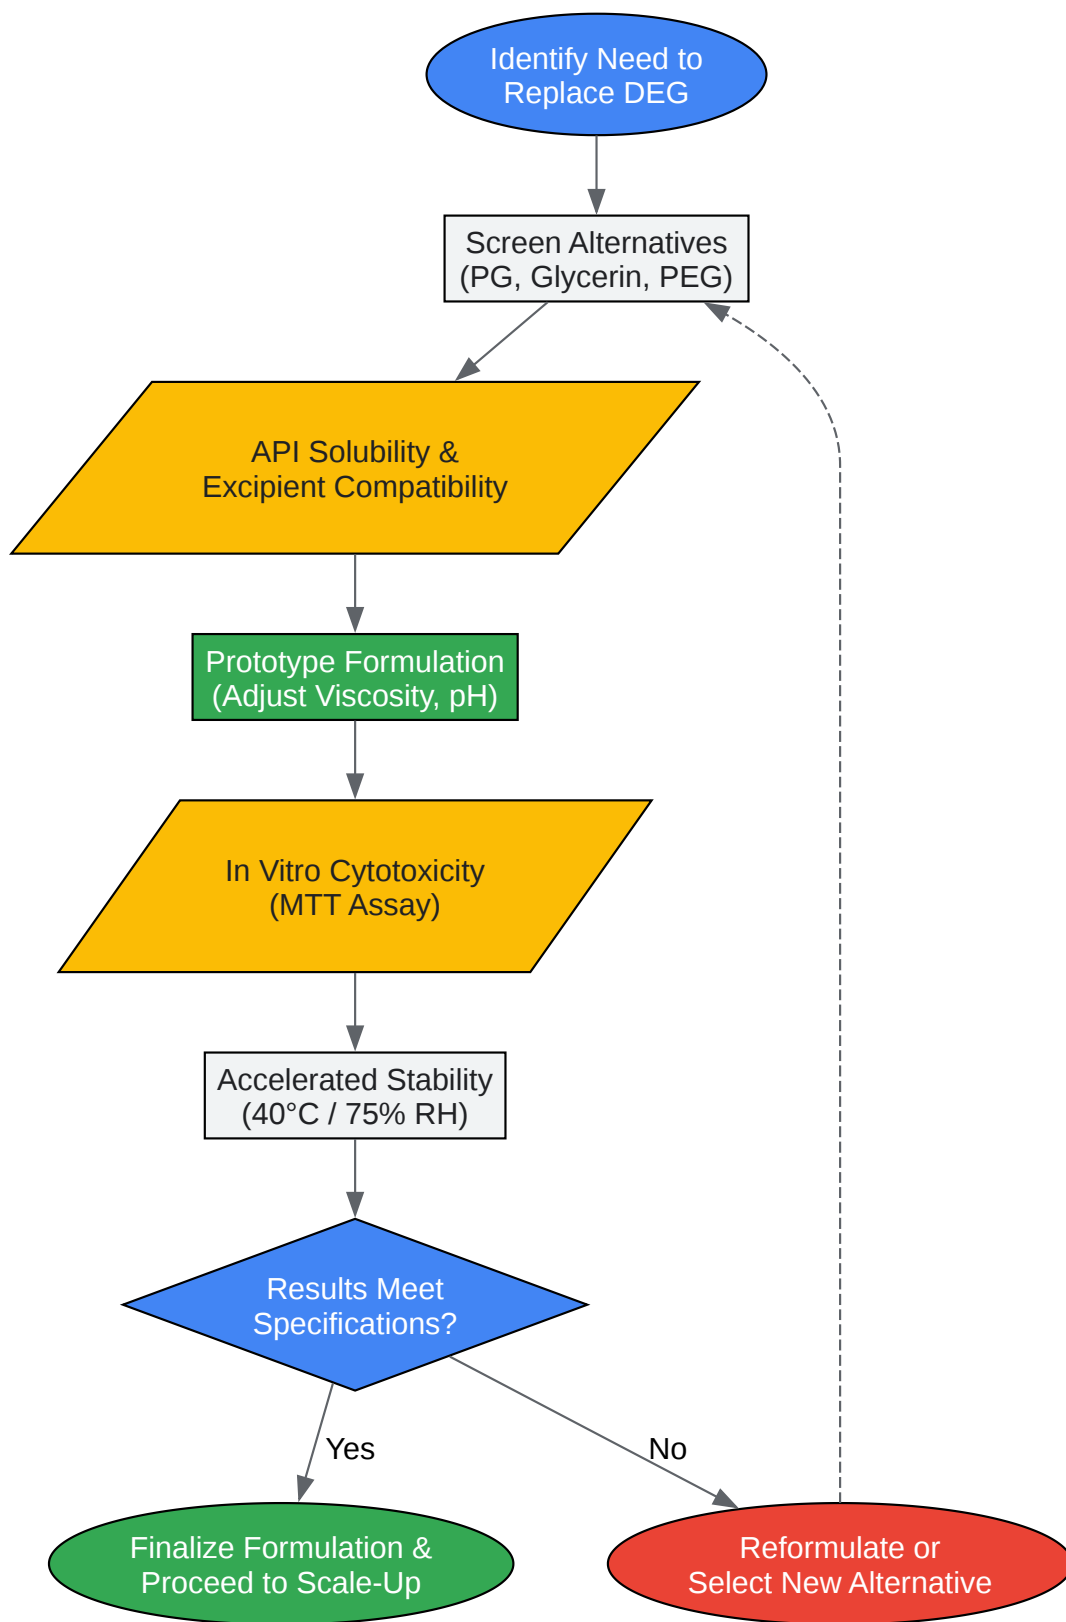 Identify Need to
Replace DEG
Screen Alternatives
(PG, Glycerin, PEG)
API Solubility &
Excipient Compatibility
Prototype Formulation
(Adjust Viscosity, pH)
In Vitro Cytotoxicity
(MTT Assay)
Accelerated Stability
(40°C / 75% RH)
Results Meet
Specifications?
Yes
No
Finalize Formulation &
Proceed to Scale-Up
Reformulate or
Select New Alternative